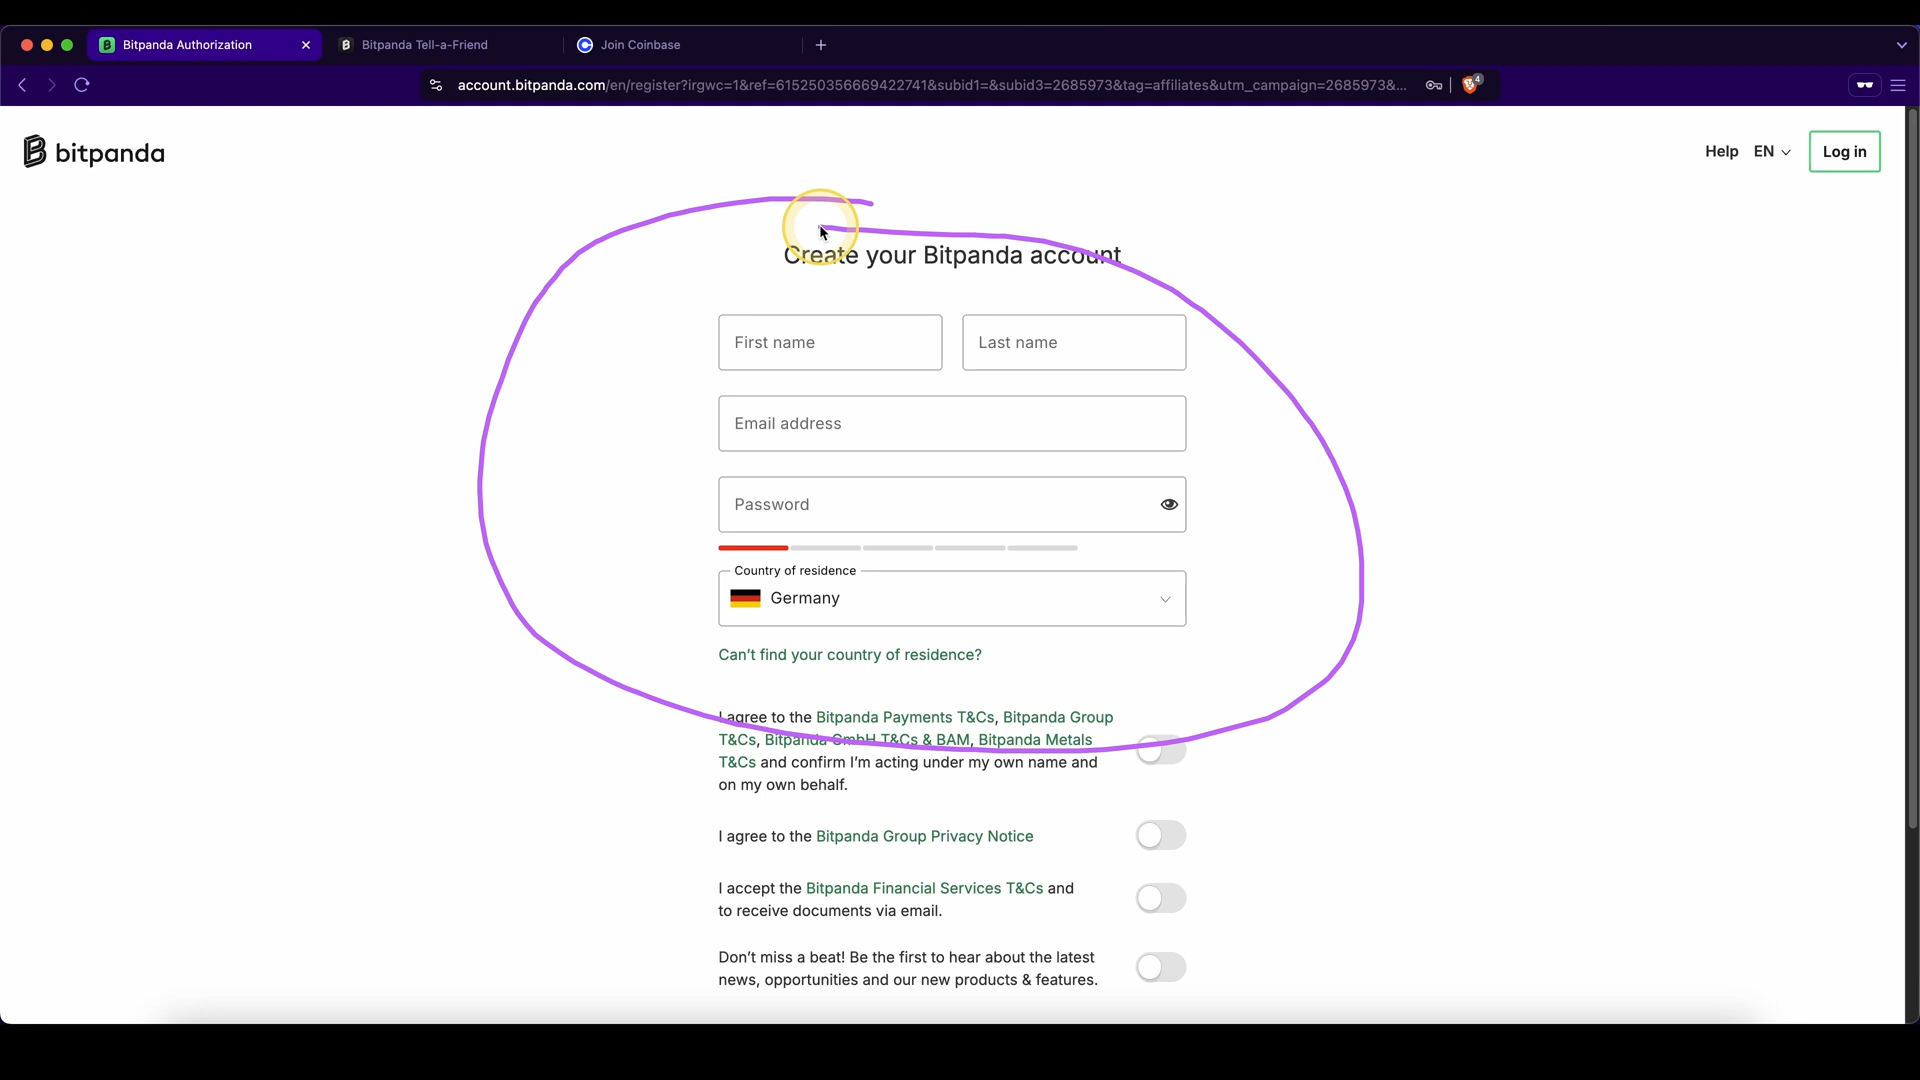 Bitpanda Authorization
Bitpanda Tell-a-Friend
Join Coinbase
account.bitpanda.com/en/register?irgwc=1&ref=615250356669422741&subid1=&subid3=2685973&tag=affiliates&utm_campaign=2685973&...
4
bitpanda
Help EN Log in
Create your Bitpanda account
First name
Last name
Email address
Password
Country of residence
Germany
Can't find your country of residence?
I agree to the Bitpanda Payments T&Cs, Bitpanda Group
T&Cs, Bitpanda GmbH T&Cs & BAM, Bitpanda Metals
T&Cs and confirm I'm acting under my own name and
on my own behalf.
I agree to the Bitpanda Group Privacy Notice
I accept the Bitpanda Financial Services T&Cs and
to receive documents via email.
Don't miss a beat! Be the first to hear about the latest
news, opportunities and our new products & features.